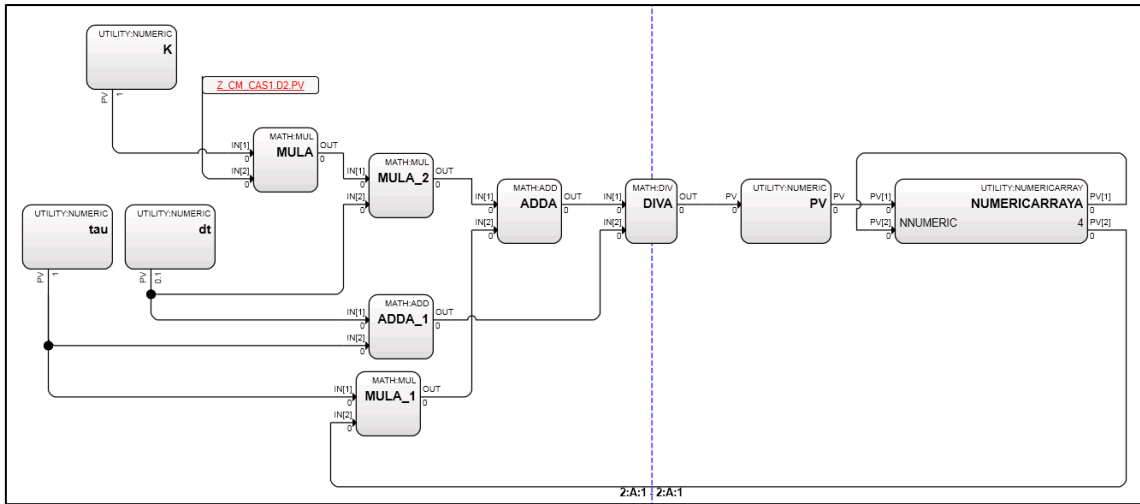 UTILITY:NUMERIC
K
PV
1
Z_CM_CAS1.D2.PV
MATH:MUL
MULA
IN[1]
0
IN[2]
0
OUT
0
MATH:MUL
MULA_2
IN[1]
0
IN[2]
0
OUT
0
MATH:ADD
ADDA
IN[1]
0
IN[2]
0
OUT
0
MATH:DIV
DIVA
IN[1]
0
IN[2]
0
OUT
0
UTILITY:NUMERIC
PV
PV
0
PV
0
UTILITY:NUMERICARRAY
NUMERICARRAYA
NNUMERIC
4
PV[1]
0
PV[2]
0
PV[1]
0
PV[2]
0
UTILITY:NUMERIC
tau
PV
1
UTILITY:NUMERIC
dt
PV
0.1
MATH:ADD
ADDA_1
IN[1]
0
IN[2]
0
OUT
0
MATH:MUL
MULA_1
IN[1]
0
IN[2]
0
OUT
0
2:A:1 - 2:A:1